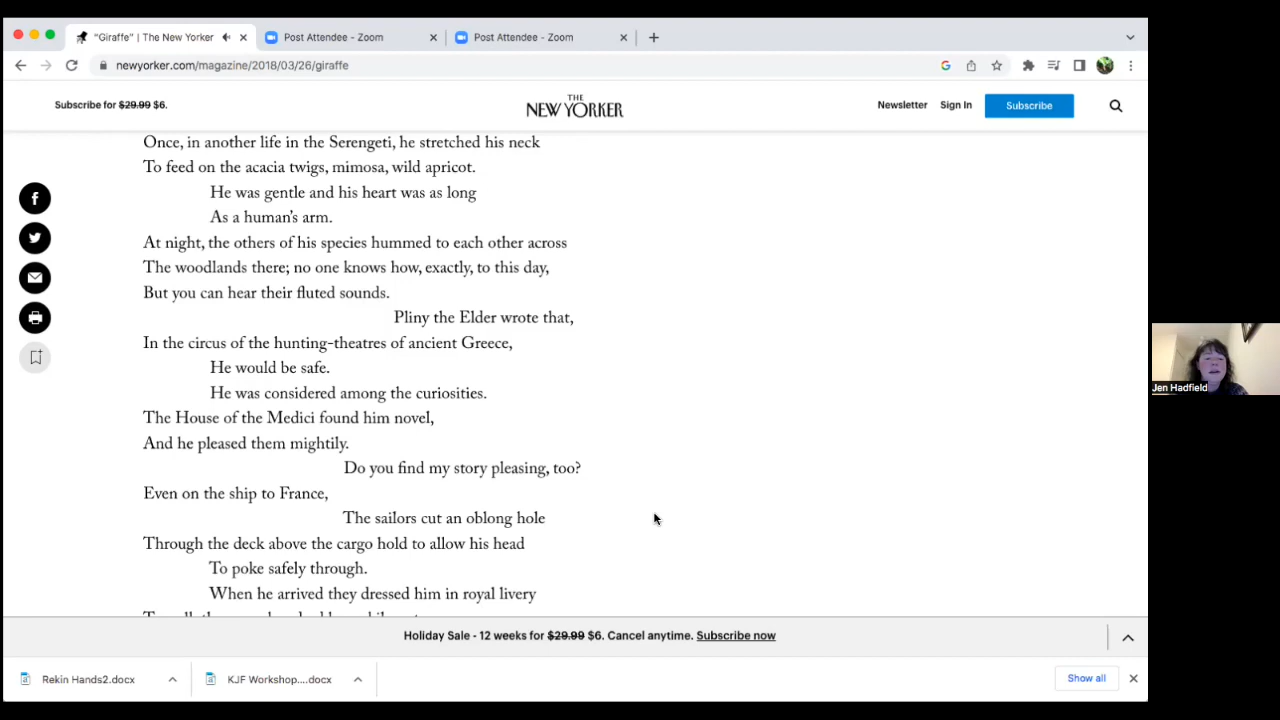 "Giraffe" | The New Yorker
Post Attendee - Zoom
Post Attendee - Zoom
newyorker.com/magazine/2018/03/26/giraffe
Subscribe for $29.99 $6.
THE
NEW YORKER
Newsletter
Sign In
Subscribe
Once, in another life in the Serengeti, he stretched his neck
To feed on the acacia twigs, mimosa, wild apricot.
He was gentle and his heart was as long
As a human's arm.
At night, the others of his species hummed to each other across
The woodlands there; no one knows how, exactly, to this day,
But you can hear their fluted sounds.
Pliny the Elder wrote that,
In the circus of the hunting-theatres of ancient Greece,
He would be safe.
He was considered among the curiosities.
The House of the Medici found him novel,
And he pleased them mightily.
Do you find my story pleasing, too?
Even on the ship to France,
The sailors cut an oblong hole
Through the deck above the cargo hold to allow his head
To poke safely through.
When he arrived they dressed him in royal livery
Jen Hadfield
Holiday Sale - 12 weeks for $29.99 $6. Cancel anytime. Subscribe now
Rekin Hands2.docx
KJF Workshop....docx
Show all